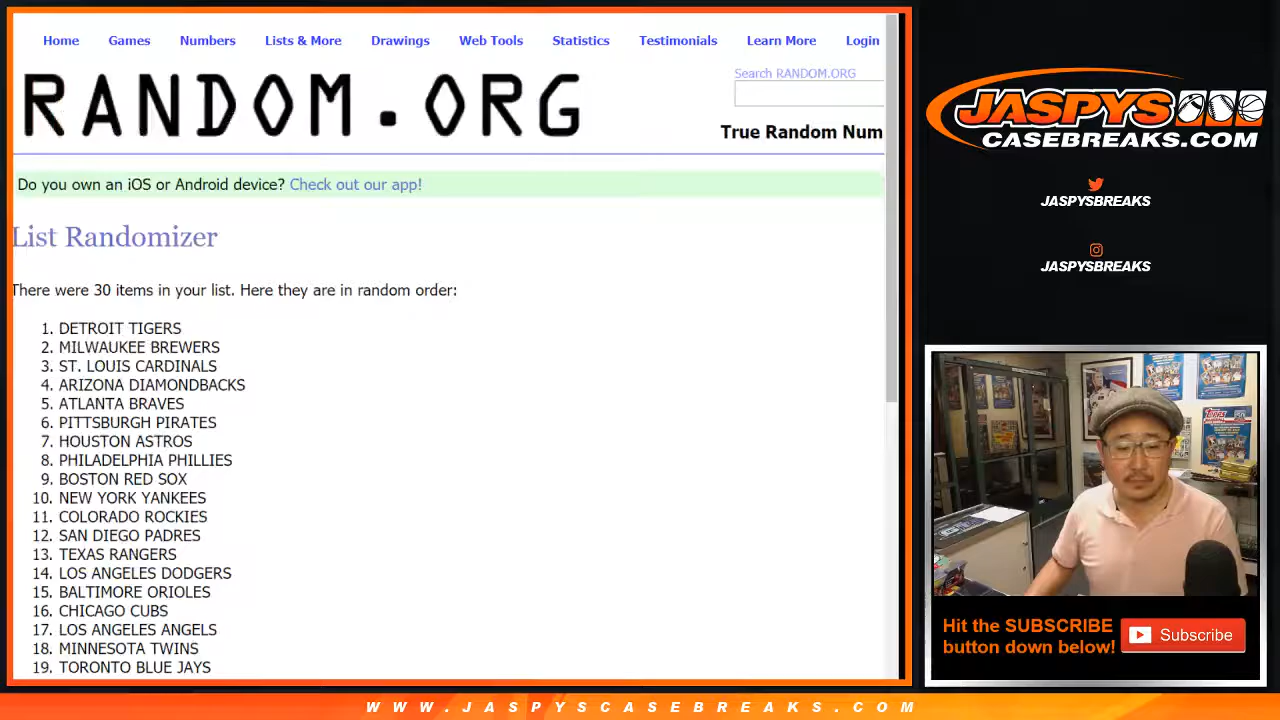 Home Games Numbers Lists & More Drawings Web Tools Statistics Testimonials Learn More Login
RANDOM.ORG
Search RANDOM.ORG
True Random Num
Do you own an iOS or Android device? Check out our app!
List Randomizer
There were 30 items in your list. Here they are in random order:
1. DETROIT TIGERS
2. MILWAUKEE BREWERS
3. ST. LOUIS CARDINALS
4. ARIZONA DIAMONDBACKS
5. ATLANTA BRAVES
6. PITTSBURGH PIRATES
7. HOUSTON ASTROS
8. PHILADELPHIA PHILLIES
9. BOSTON RED SOX
10. NEW YORK YANKEES
11. COLORADO ROCKIES
12. SAN DIEGO PADRES
13. TEXAS RANGERS
14. LOS ANGELES DODGERS
15. BALTIMORE ORIOLES
16. CHICAGO CUBS
17. LOS ANGELES ANGELS
18. MINNESOTA TWINS
19. TORONTO BLUE JAYS
JASPYS
CASEBREAKS.COM
JASPYSBREAKS
JASPYSBREAKS
Topps
Hit the SUBSCRIBE
button down below!
Subscribe
WWW.JASPYSCASEBREAKS.COM